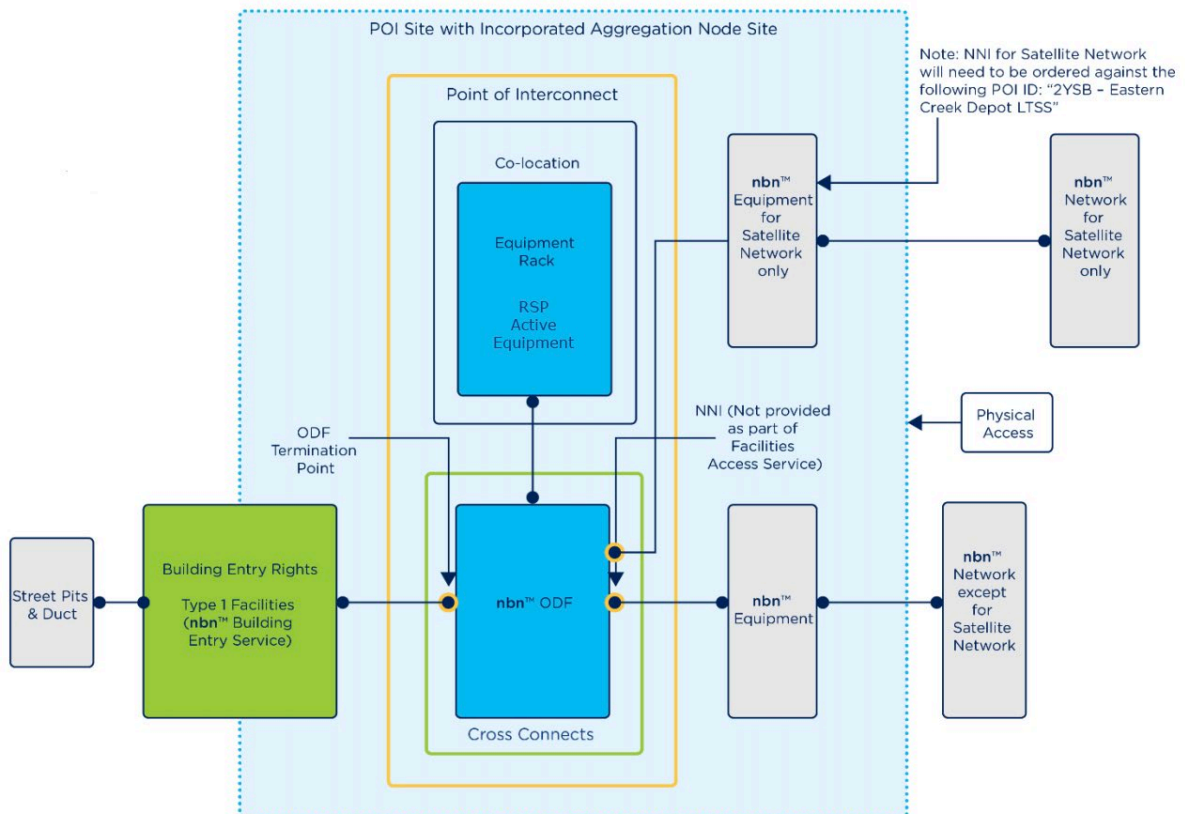 POI Site with Incorporated Aggregation Node Site
Note: NNI for Satellite Network
will need to be ordered against the
following POI ID: “2YSB – Eastern
Creek Depot LTSS”
Point of Interconnect
Co-location
Equipment
Rack
RSP
Active
Equipment
nbn™
Equipment
for
Satellite
Network
only
nbn™
Network
for
Satellite
Network
only
ODF
Termination
Point
NNI (Not provided
as part of
Facilities
Access Service)
Physical
Access
Street Pits
& Duct
Building Entry Rights
Type 1 Facilities
(nbn™ Building
Entry Service)
nbn™ ODF
Cross Connects
nbn™
Equipment
nbn™
Network
except
for
Satellite
Network